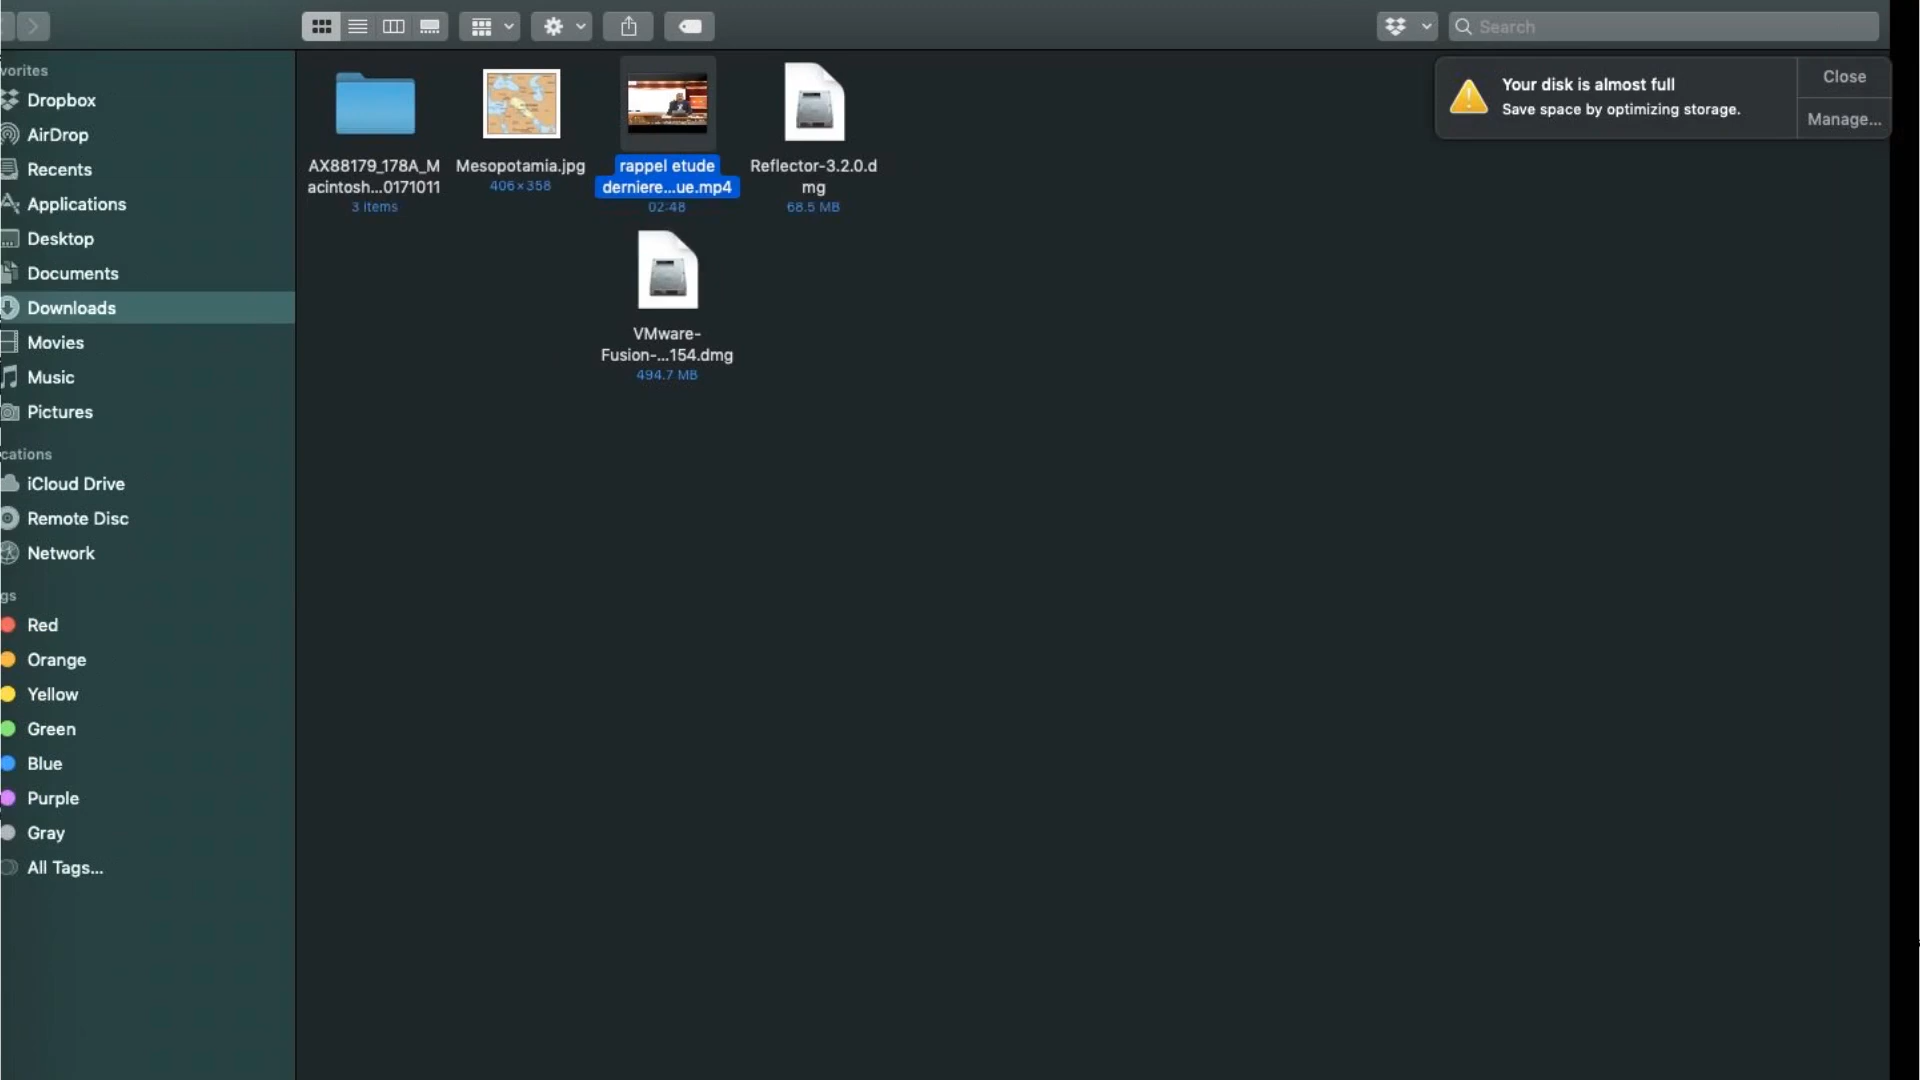 Search
vorites
Dropbox
AirDrop
Recents
Applications
Desktop
Documents
Downloads
Movies
Music
Pictures
cations
iCloud Drive
Remote Disc
Network
gs
Red
Orange
Yellow
Green
Blue
Purple
Gray
All Tags...
AX88179_178A_M
acintosh...0171011
3 items
Mesopotamia.jpg
406×358
rappel etude
derniere...ue.mp4
02:48
Reflector-3.2.0.d
mg
68.5 MB
VMware-
Fusion-...154.dmg
494.7 MB
Your disk is almost full
Save space by optimizing storage.
Close
Manage...